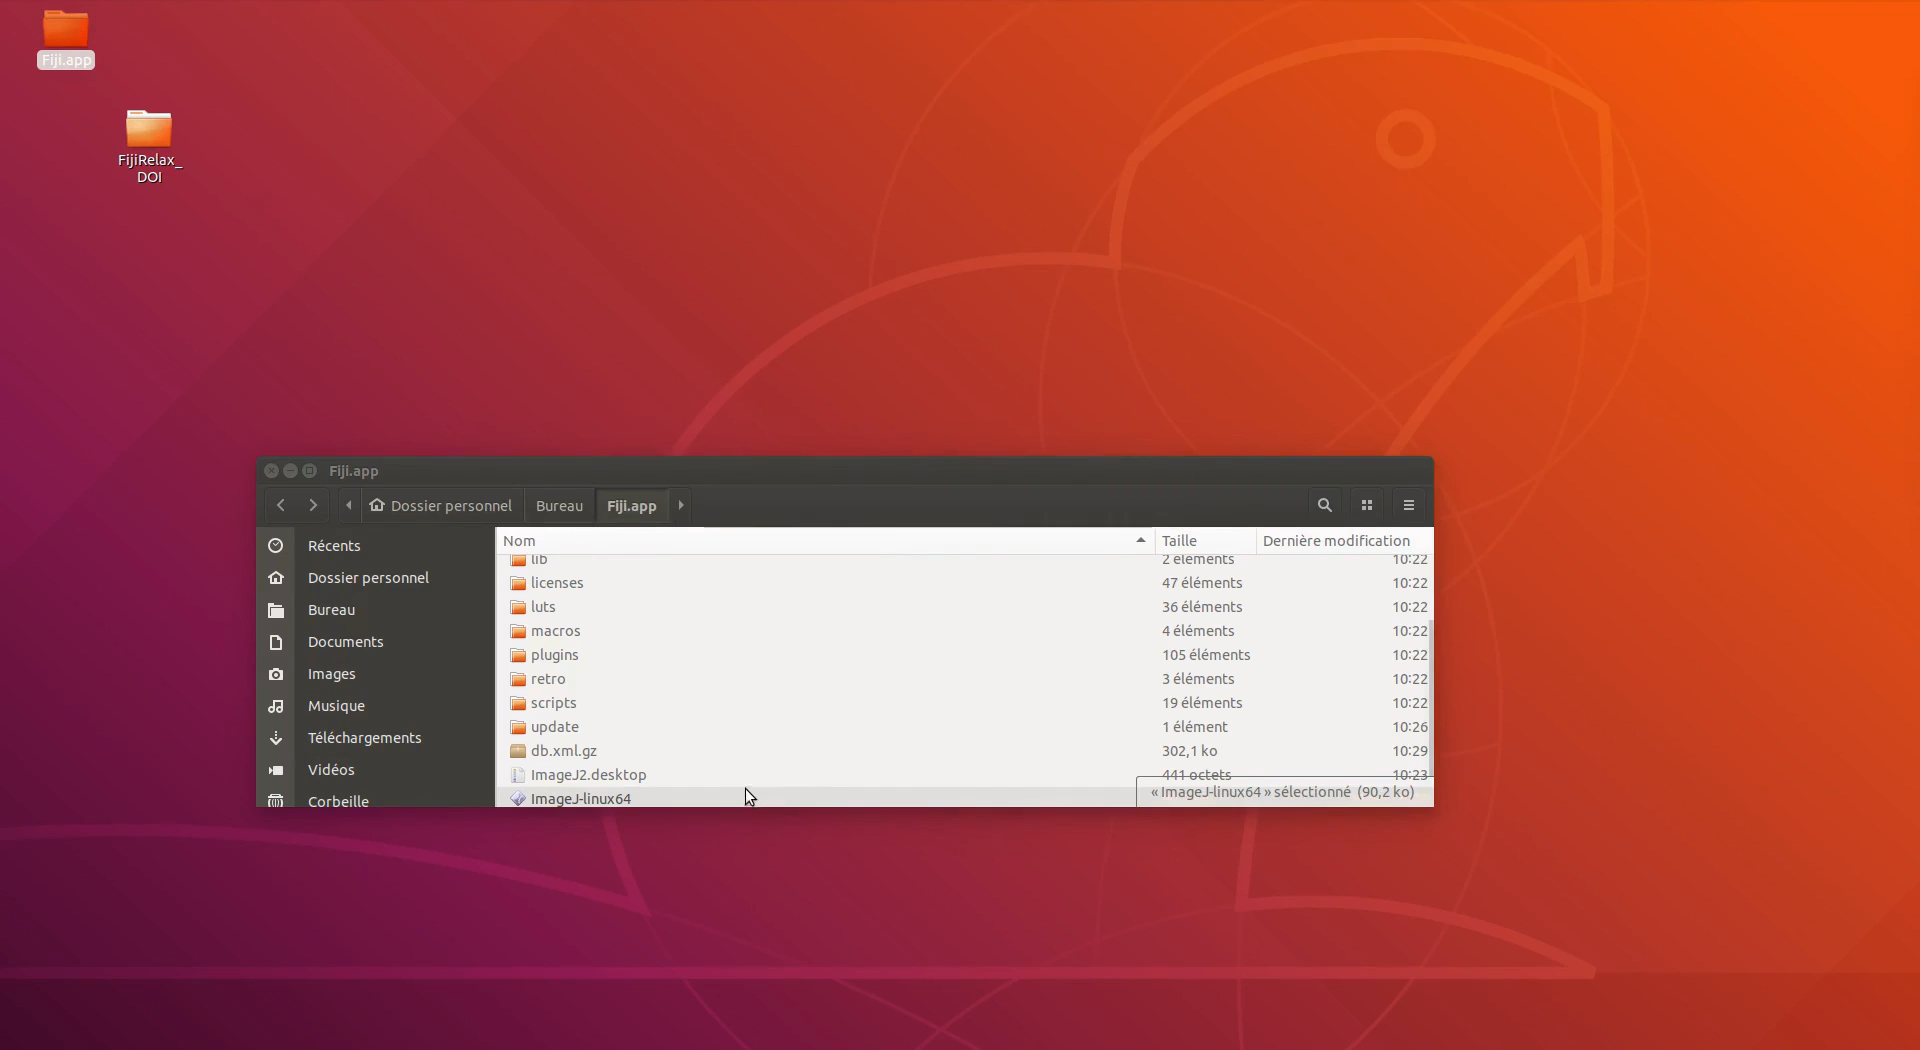 Fiji.app
FijiRelax_
DOI
Fiji.app
Dossier personnel Bureau Fiji.app
Nom Taille Dernière modification
Récents
Dossier personnel
Bureau
Documents
Images
Musique
Téléchargements
Vidéos
Corbeille
lib 2 éléments 10:22
licenses 47 éléments 10:22
luts 36 éléments 10:22
macros 4 éléments 10:22
plugins 105 éléments 10:22
retro 3 éléments 10:22
scripts 19 éléments 10:22
update 1 élément 10:26
db.xml.gz 302,1 ko 10:29
ImageJ2.desktop 441 octets 10:23
ImageJ-linux64
« ImageJ-linux64 » sélectionné (90,2 ko)